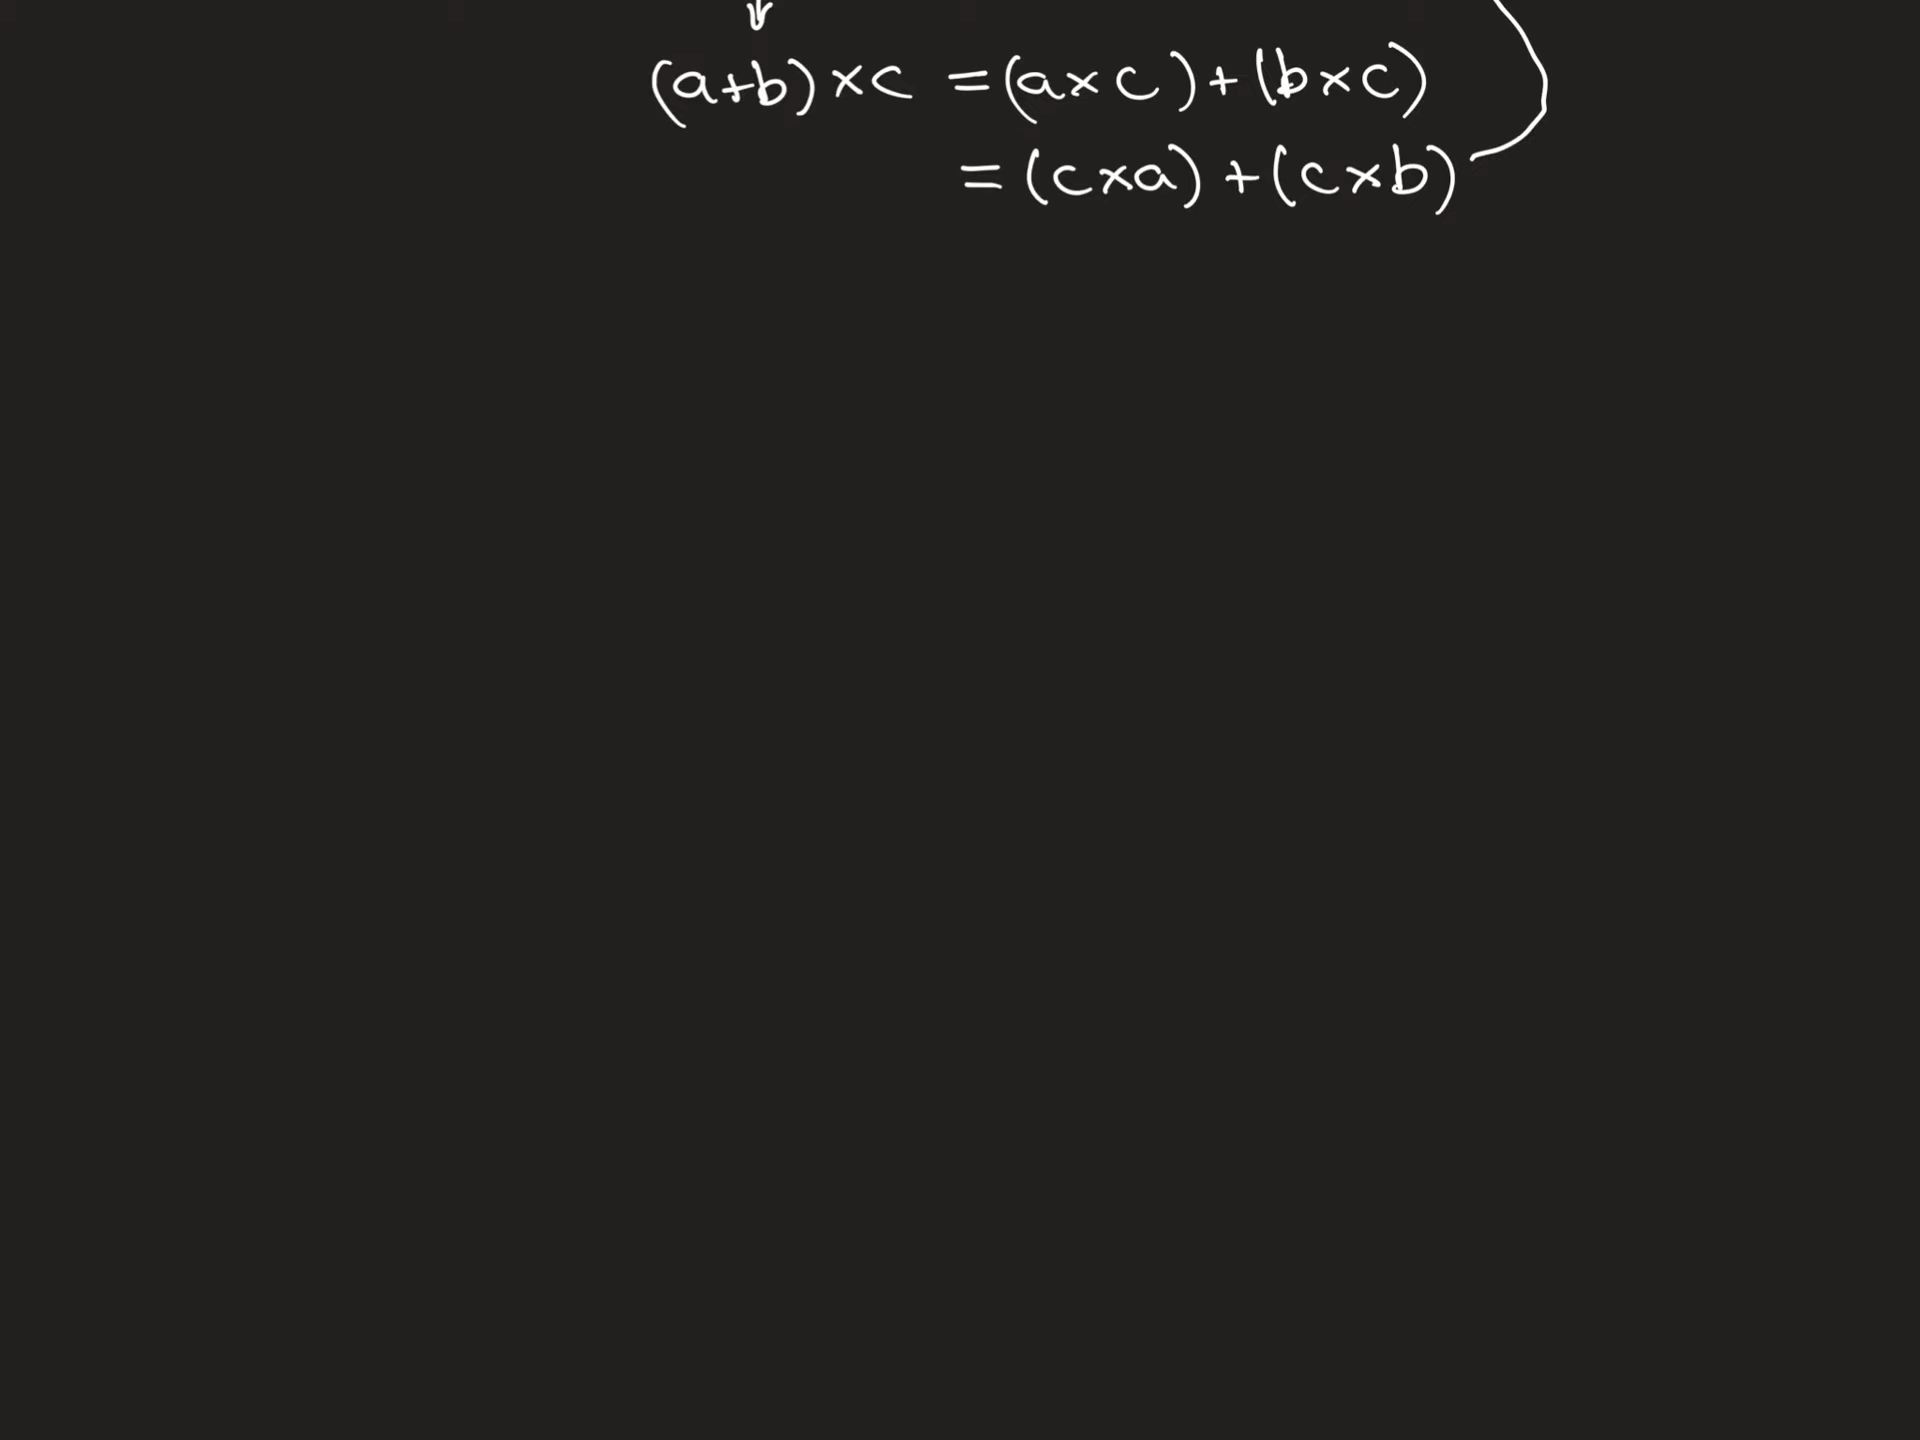 (a+b)×c = (a×c)+(b×c)
= (c×a)+(c×b)